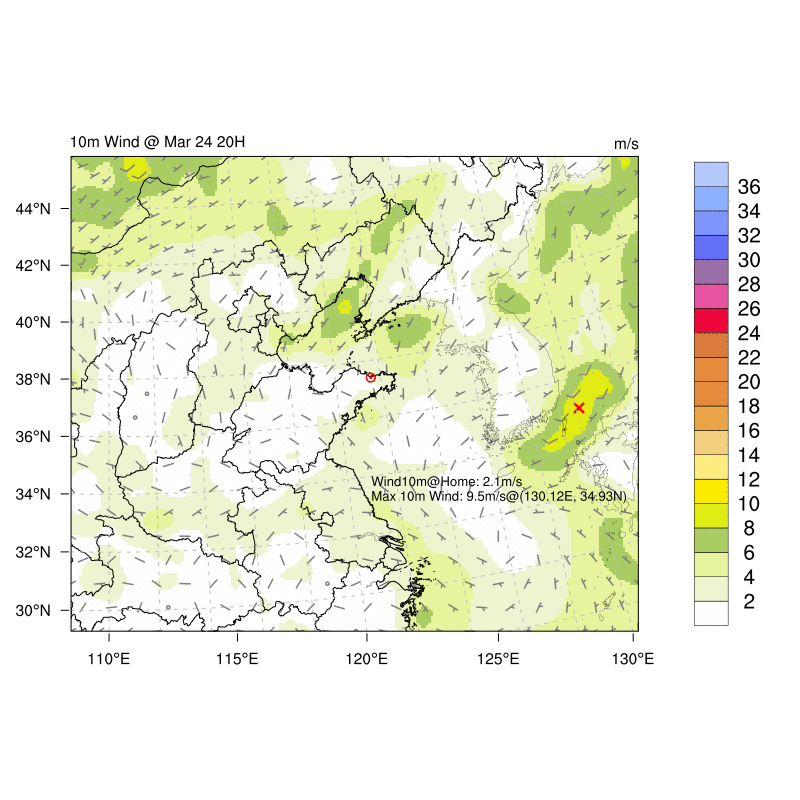 10m Wind @ Mar 24 20H
m/s
44°N
42°N
40°N
38°N
36°N
34°N
32°N
30°N
110°E
115°E
120°E
125°E
130°E
Wind10m@Home: 2.1m/s
Max 10m Wind: 9.5m/s@(130.12E, 34.93N)
36
34
32
30
28
26
24
22
20
18
16
14
12
10
8
6
4
2